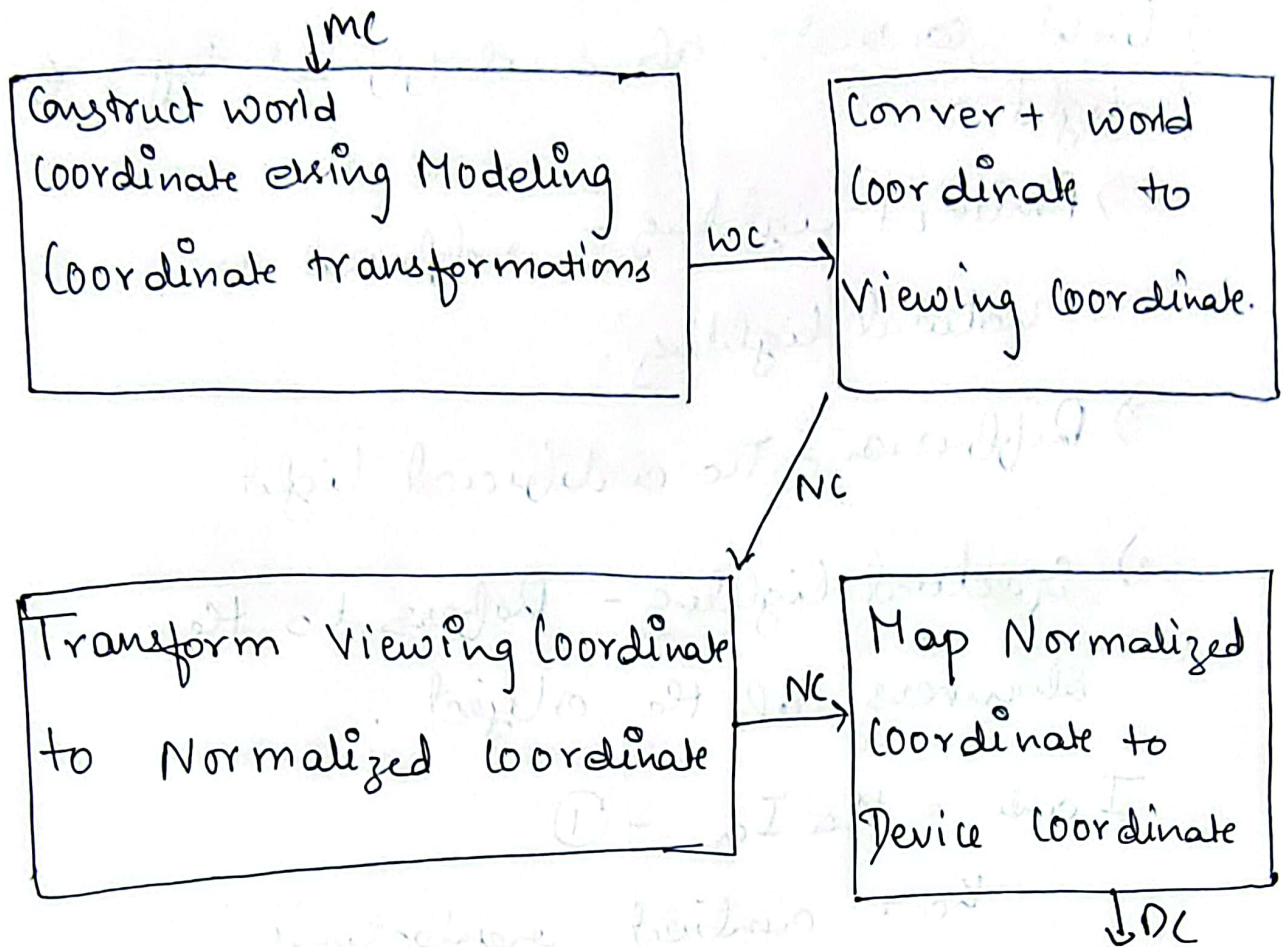 MC
Construct world
Coordinate using Modeling
Coordinate transformations
WC
Convert world
Coordinate to
Viewing Coordinate.
NC
Transform Viewing Coordinate
to Normalized Coordinate
NC
Map Normalized
Coordinate to
Device Coordinate
DC